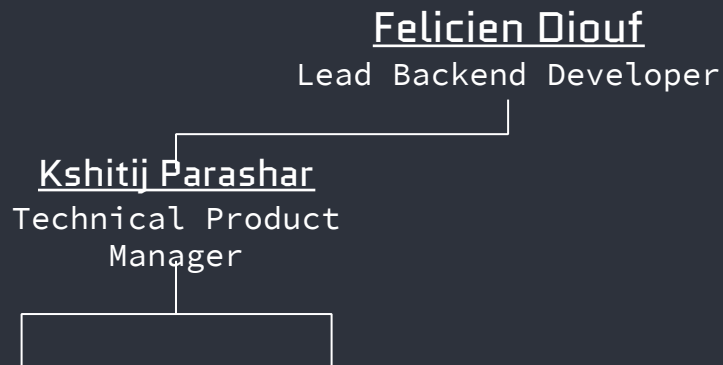 Felicien Diouf
Lead Backend Developer
Kshitij Parashar
Technical Product
Manager